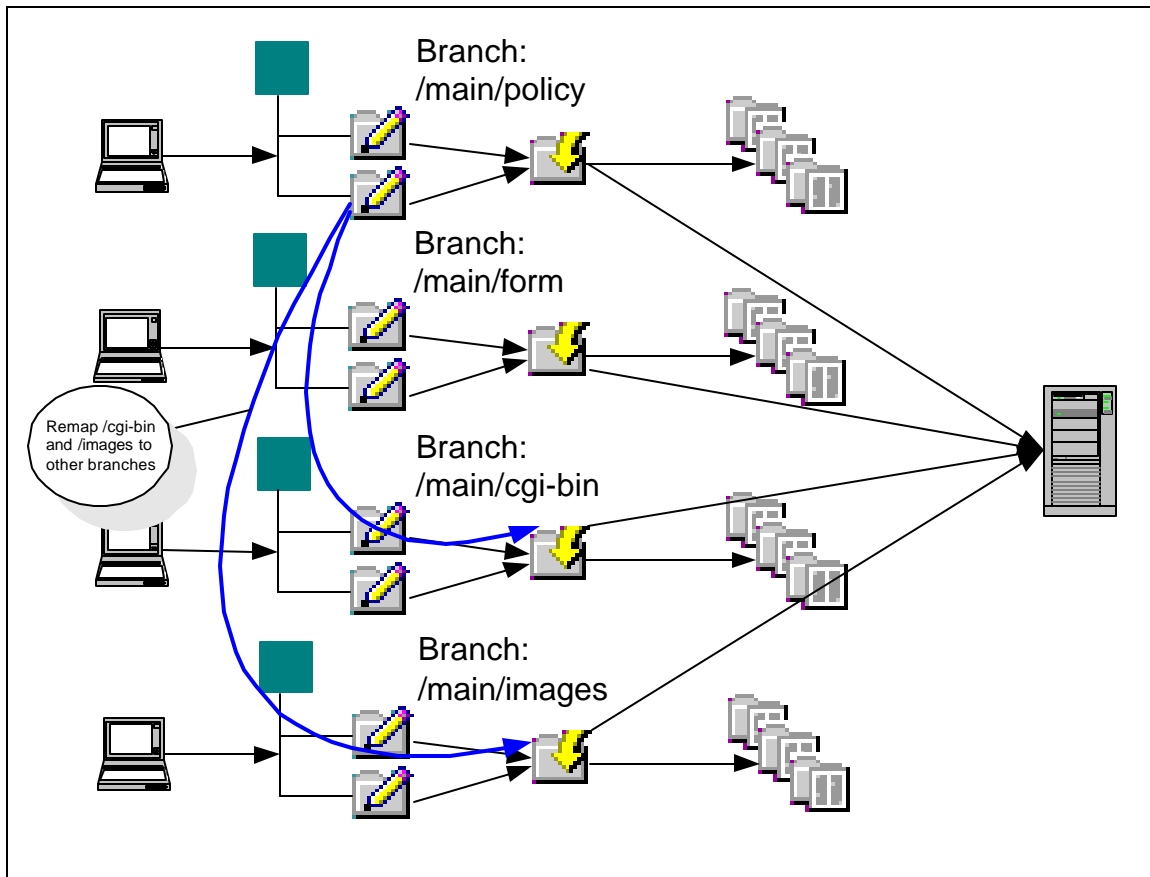 Branch:
/main/policy
Branch:
/main/form
Remap /cgi-bin
and /images to
other branches
Branch:
/main/cgi-bin
Branch:
/main/images